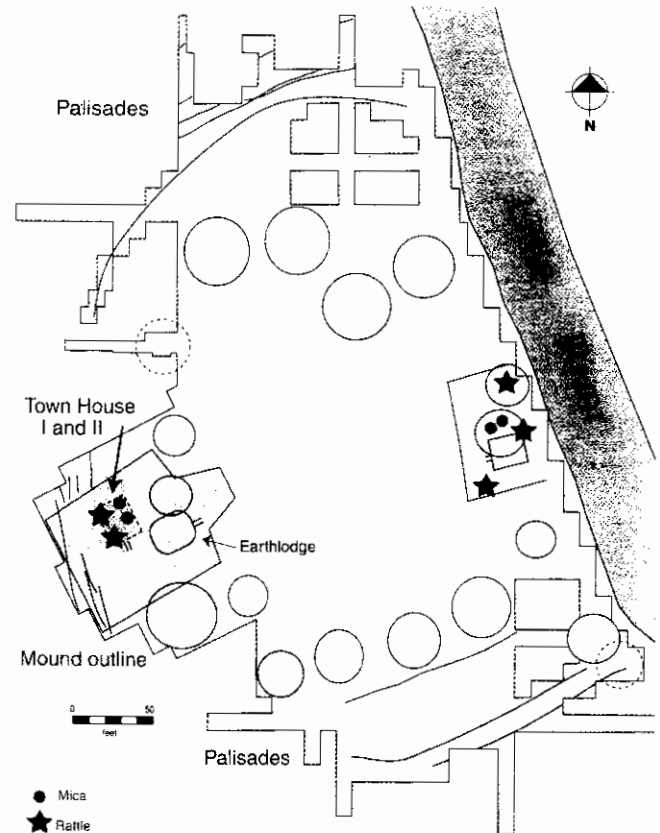 Palisades
N
Town House
I and II
Earthlodge
Mound outline
0 50
feet
Palisades
Mica
Rattle